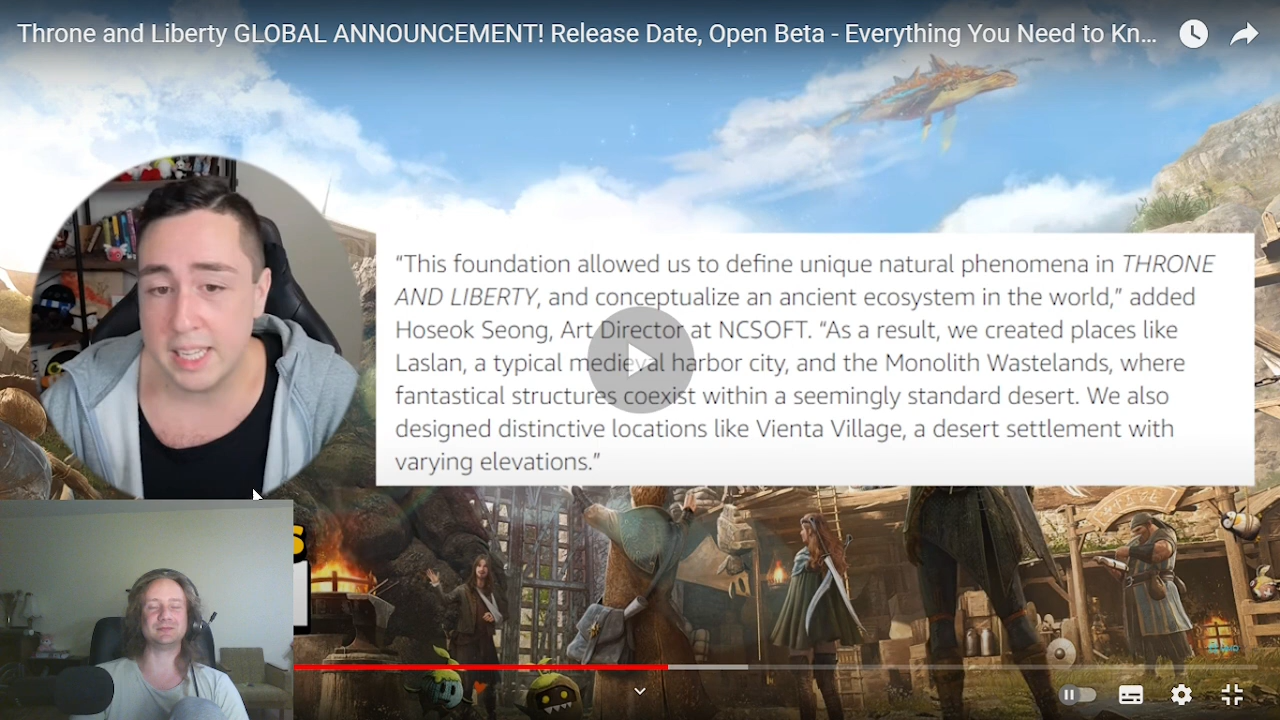 Throne and Liberty GLOBAL ANNOUNCEMENT! Release Date, Open Beta - Everything You Need to Kn...
“This foundation allowed us to define unique natural phenomena in THRONE
AND LIBERTY, and conceptualize an ancient ecosystem in the world,” added
Hoseok Seong, Art Director at NCSOFT. “As a result, we created places like
Laslan, a typical medieval harbor city, and the Monolith Wastelands, where
fantastical structures coexist within a seemingly standard desert. We also
designed distinctive locations like Vienta Village, a desert settlement with
varying elevations.”